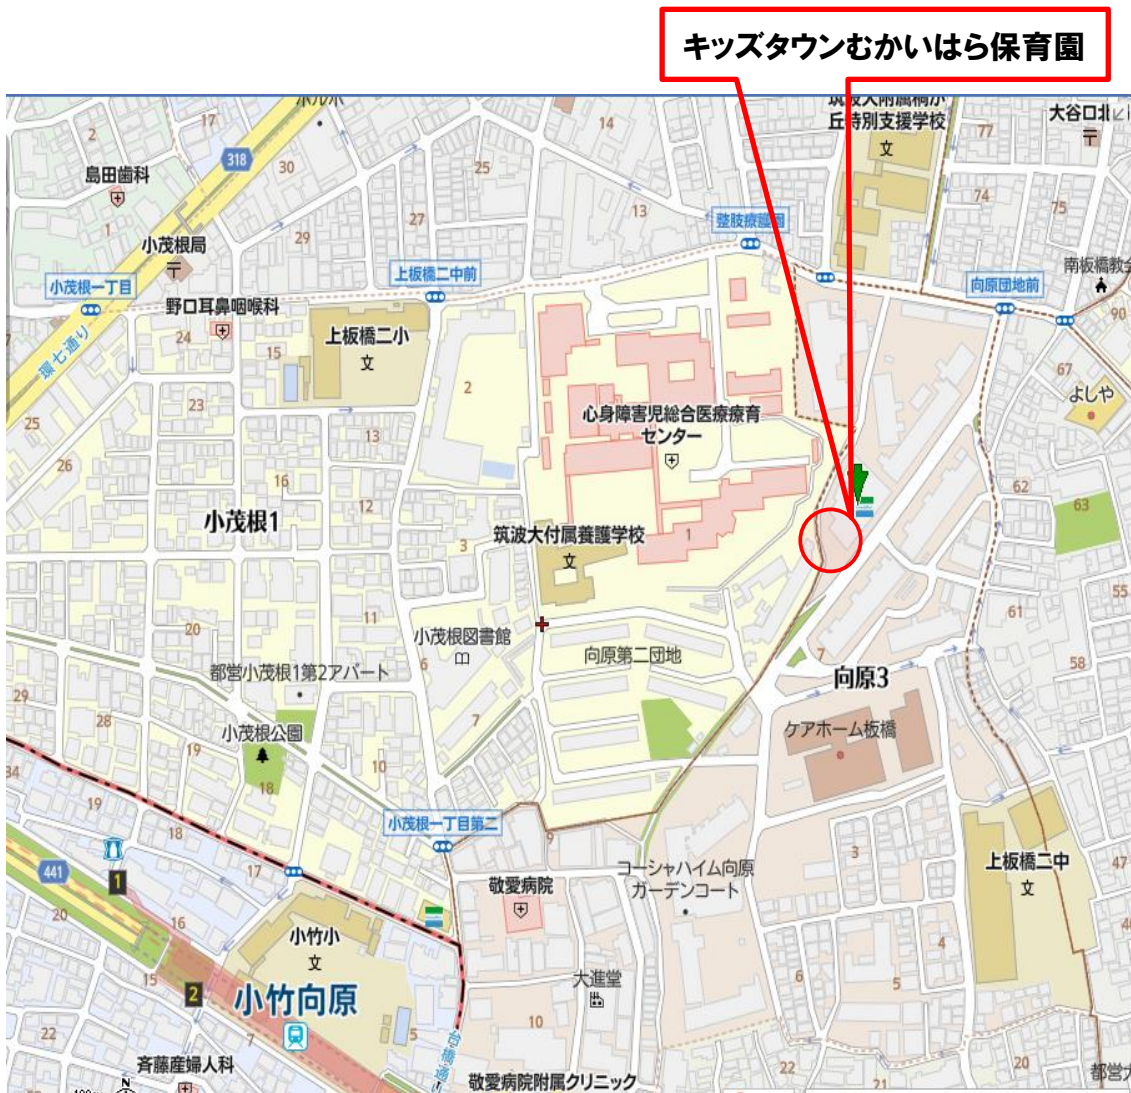 キッズタウンむかいはら保育園
筑波大附属桐が
丘特別支援学校
大谷口北
77
17
2
14
318
30
25
島田歯科
74
75
27
13
1
29
整肢療護園
小茂根局
上板橋二中前
小茂根一丁目
向原団地前
南板橋教会
野口耳鼻咽喉科
90
24
15
上板橋二小
環七通り
2
67
よしや
23
25
心身障害児総合医療療育
センター
13
26
16
62
63
12
小茂根1
筑波大付属養護学校
1
3
55
11
61
20
小茂根図書館
向原第二団地
7
58
6
都営小茂根1第2アパート
向原3
29
28
7
小茂根公園
ケアホーム板橋
19
10
34
18
19
小茂根一丁目第二
18
9
3
441
17
1
コーシャハイム向原
ガーデンコート
上板橋二中
47
敬愛病院
20
16
小竹小
4
15
大進堂
6
2
小竹向原
10
5
22
7
台橋通り
斉藤産婦人科
22
21
20
都営大
敬愛病院附属クリニック
N